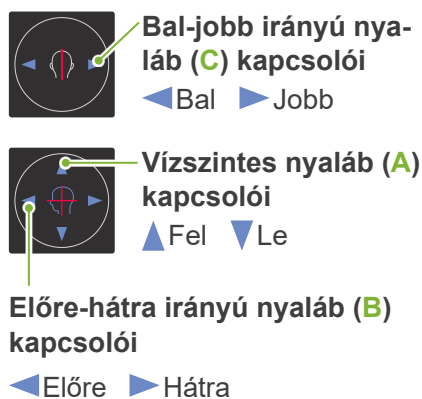 Bal-jobb irányú nya-
láb (C) kapcsolói
Bal Jobb
Vízszintes nyaláb (A)
kapcsolói
Fel Le
Előre-hátra irányú nyaláb (B)
kapcsolói
Előre Hátra